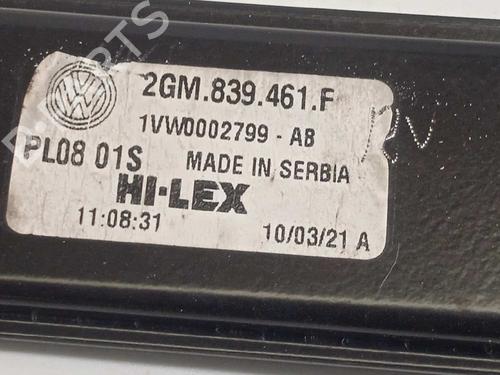 2GM.839.461.F
1VW0002799 - AB
PL08 01S MADE IN SERBIA
HI-LEX
11:08:31 10/03/21 A